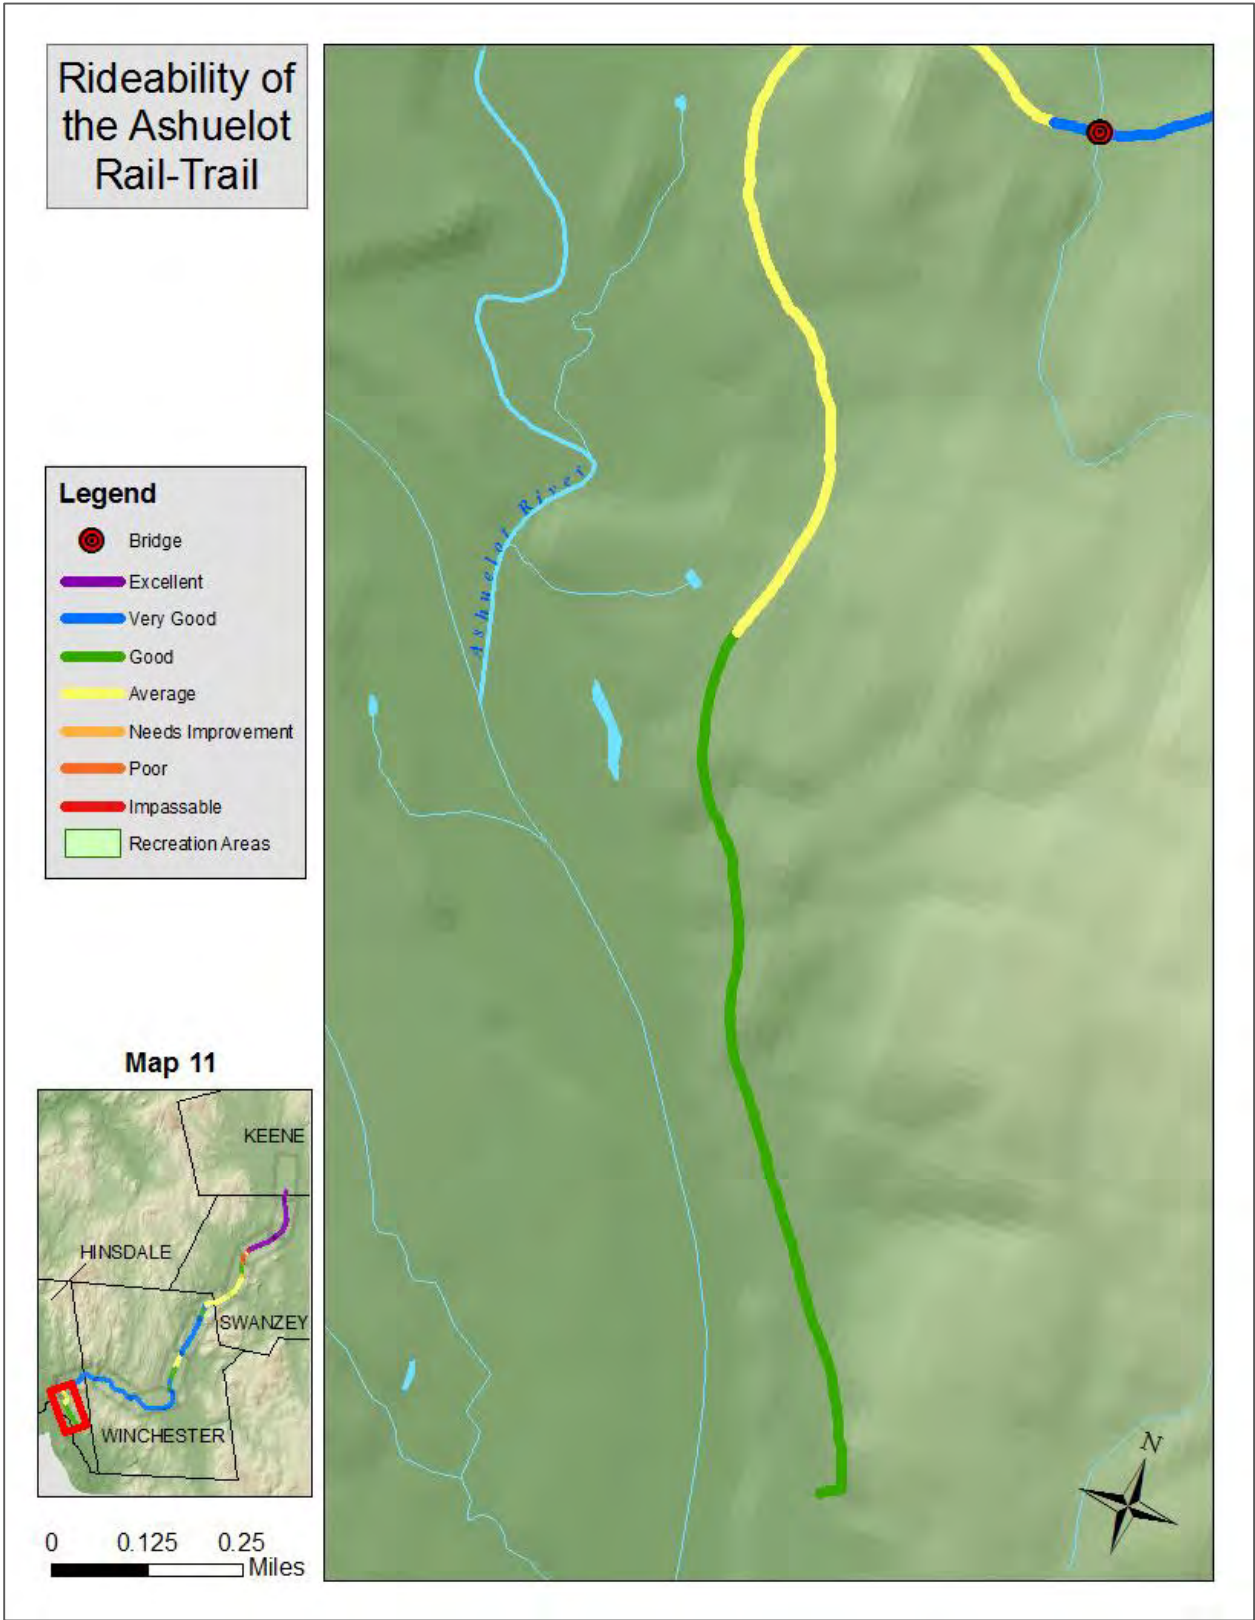 Rideability of
the Ashuelot
Rail-Trail
Legend
Bridge
Excellent
Very Good
Good
Average
Needs Improvement
Poor
Impassable
Recreation Areas
Map 11
KEENE
HINSDALE
SWANZEY
WINCHESTER
0 0.125 0.25
Miles
Ashuelot River
N